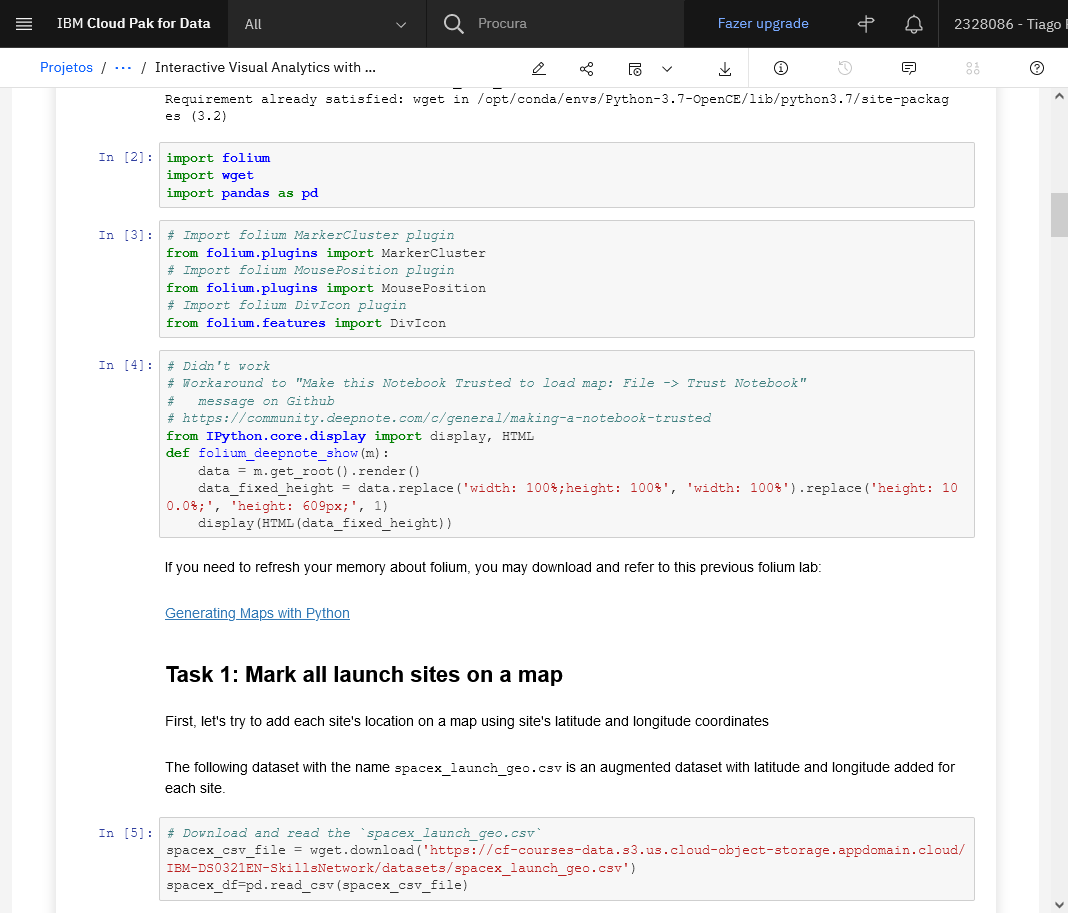 IBM Cloud Pak for Data All Procura Fazer upgrade 2328086 - Tiago
Projetos / ··· / Interactive Visual Analytics with ...
Requirement already satisfied: wget in /opt/conda/envs/Python-3.7-OpenCE/lib/python3.7/site-packag
es (3.2)
In [2]: import folium
import wget
import pandas as pd
In [3]: # Import folium MarkerCluster plugin
from folium.plugins import MarkerCluster
# Import folium MousePosition plugin
from folium.plugins import MousePosition
# Import folium DivIcon plugin
from folium.features import DivIcon
In [4]: # Didn't work
# Workaround to "Make this Notebook Trusted to load map: File -> Trust Notebook"
#   message on Github
# https://community.deepnote.com/c/general/making-a-notebook-trusted
from IPython.core.display import display, HTML
def folium_deepnote_show(m):
    data = m.get_root().render()
    data_fixed_height = data.replace('width: 100%;height: 100%', 'width: 100%').replace('height: 10
0.0%;', 'height: 609px;', 1)
    display(HTML(data_fixed_height))
If you need to refresh your memory about folium, you may download and refer to this previous folium lab:
Generating Maps with Python
Task 1: Mark all launch sites on a map
First, let's try to add each site's location on a map using site's latitude and longitude coordinates
The following dataset with the name spacex_launch_geo.csv is an augmented dataset with latitude and longitude added for
each site.
In [5]: # Download and read the `spacex_launch_geo.csv`
spacex_csv_file = wget.download('https://cf-courses-data.s3.us.cloud-object-storage.appdomain.cloud/
IBM-DS0321EN-SkillsNetwork/datasets/spacex_launch_geo.csv')
spacex_df=pd.read_csv(spacex_csv_file)